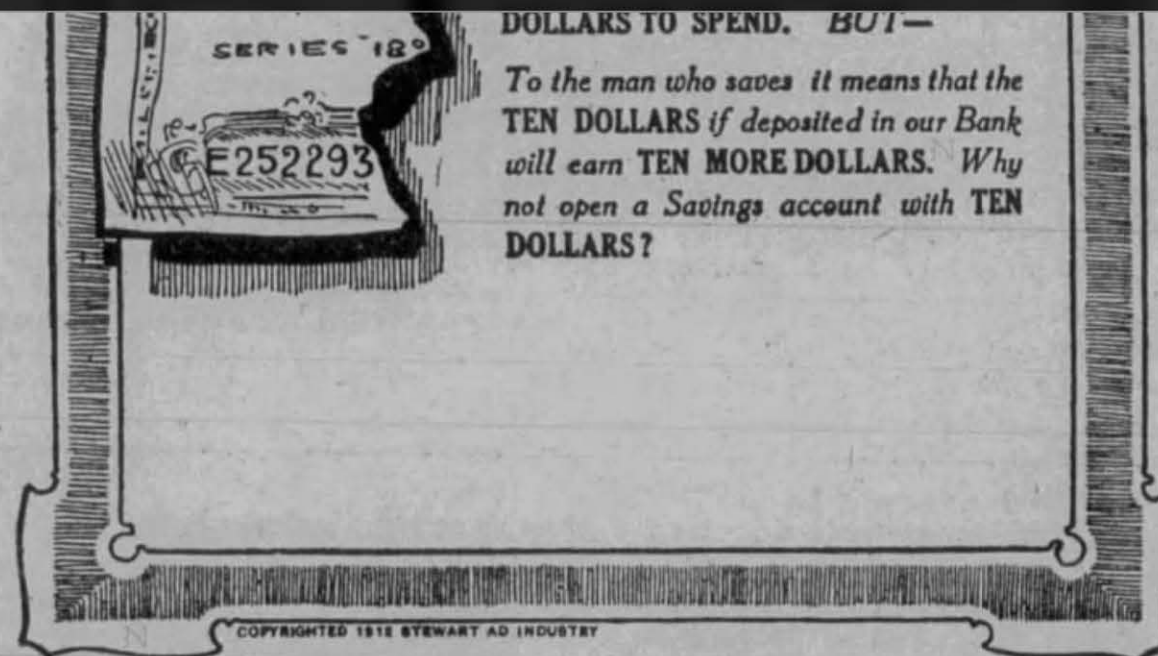 DOLLARS TO SPEND. BUT—
To the man who saves it means that the
TEN DOLLARS if deposited in our Bank
will earn TEN MORE DOLLARS. Why
not open a Savings account with TEN
DOLLARS?
SERIES 18
E252293
COPYRIGHTED 1912 STEWART AD INDUSTRY